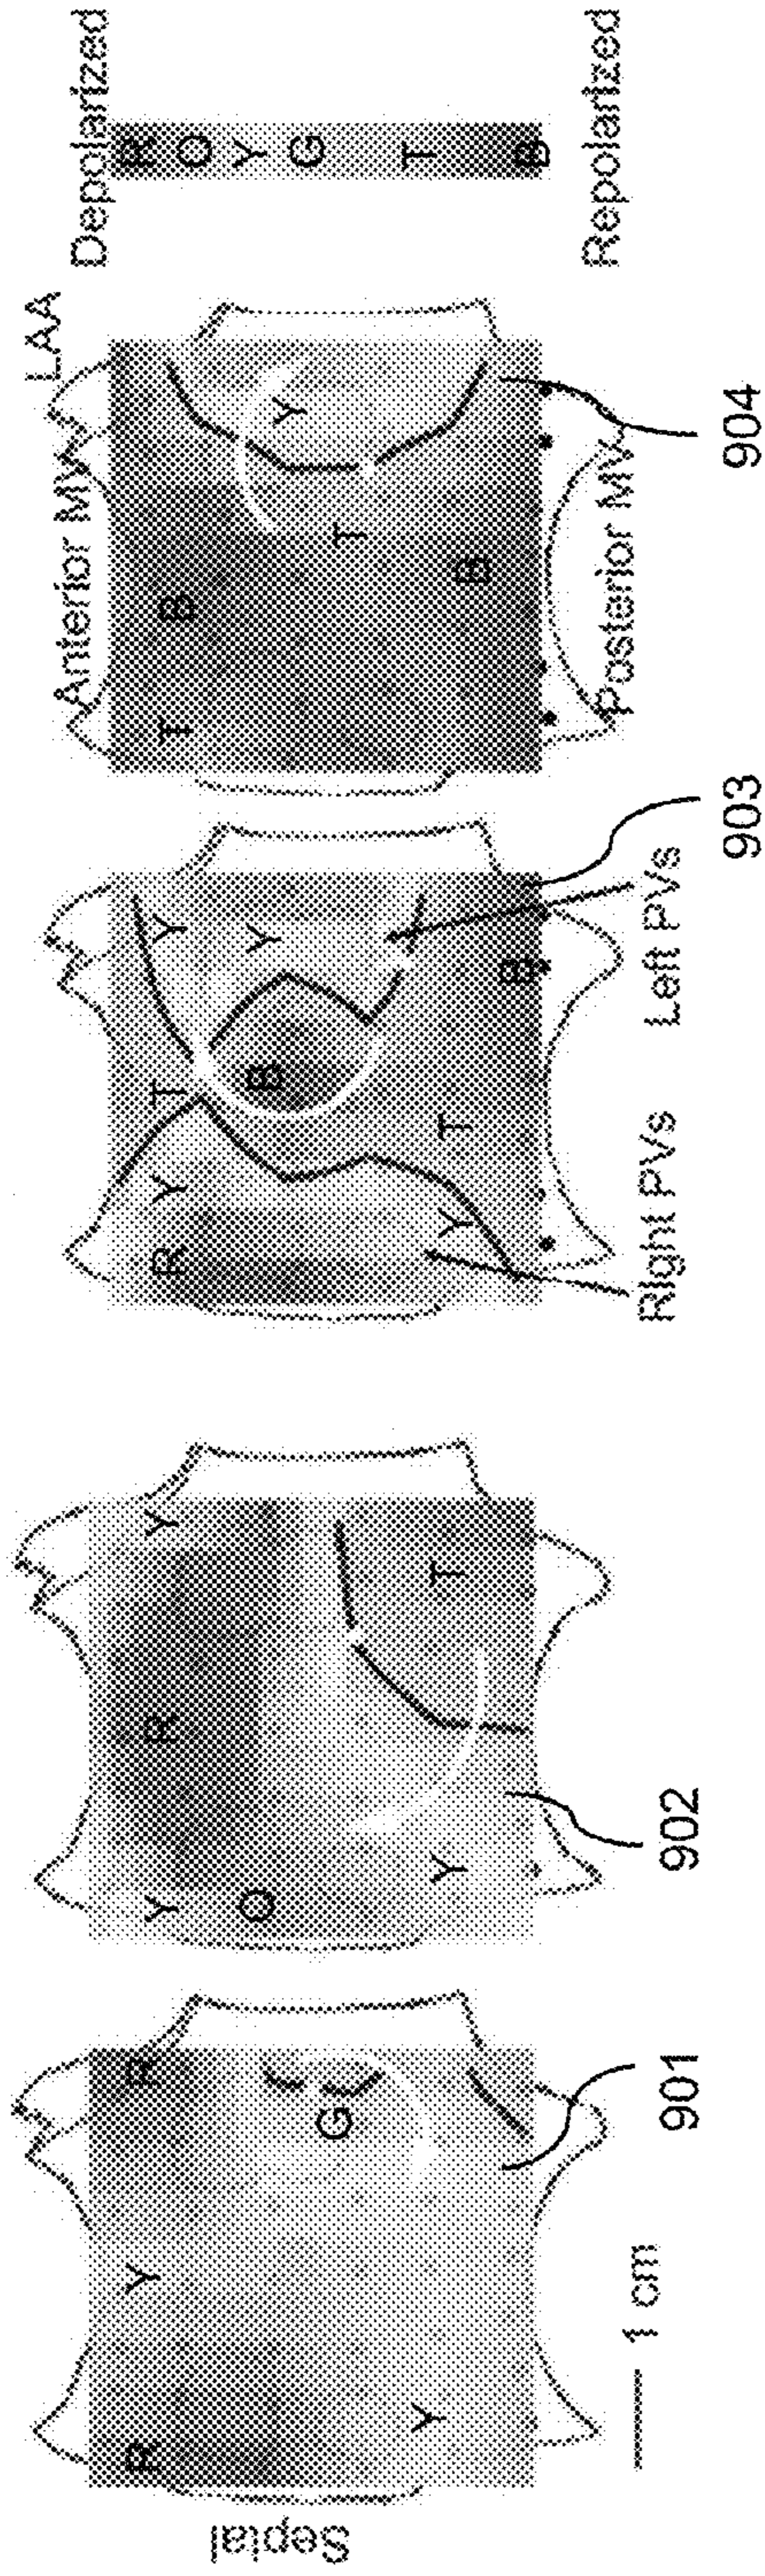 Septal
R
Y
R
Y
G
901
1 cm
Y
R
Y
O
Y
T
902
R
Y
T
Y
Y
B
Y
T
B
903
Right PVs
Left PVs
Anterior MV
LAA
T
B
Y
T
B
904
Posterior MV
Depolarized
R
O
Y
G
T
B
Repolarized